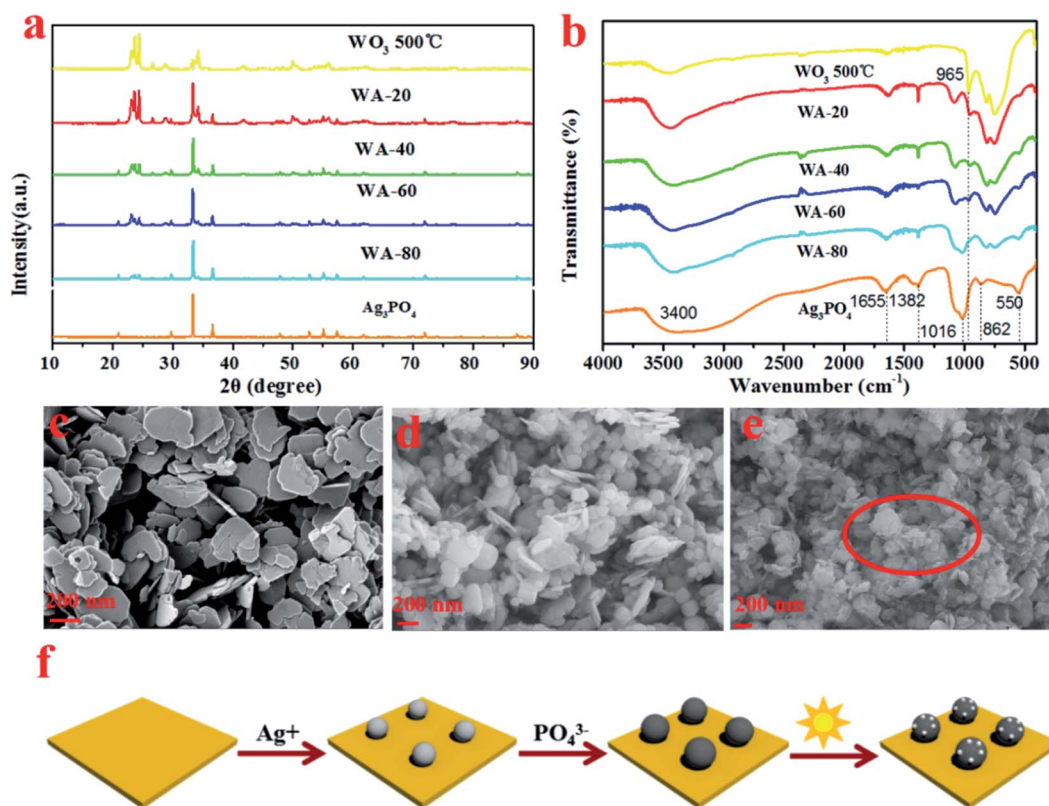 a
WO₃ 500℃
WA-20
WA-40
WA-60
WA-80
Ag₃PO₄
Intensity(a.u.)
10 20 30 40 50 60 70 80 90
2θ (degree)
b
WO₃ 500℃
965
WA-20
WA-40
WA-60
WA-80
Ag₃PO₄
3400
1655
1382
1016
862
550
Transmittance (%)
4000 3500 3000 2500 2000 1500 1000 500
Wavenumber (cm⁻¹)
c
200 nm
d
200 nm
e
200 nm
f
Ag+
PO₄³⁻